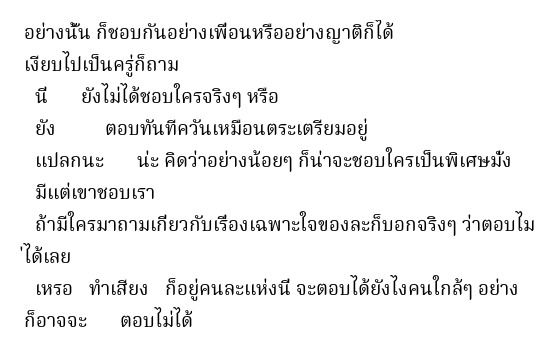 อย่างนั้น ก็ชอบกันอย่างเพื่อนหรืออย่างญาติก็ได้
เงียบไปเป็นครู่ก็ถาม
นี่ ยังไม่ได้ชอบใครจริงๆ หรือ
ยัง ตอบทันทีควันเหมือนตระเตรียมอยู่
แปลกนะ น่ะ คิดว่าอย่างน้อยๆ ก็น่าจะชอบใครเป็นพิเศษมั่ง
มีแต่เขาชอบเรา
ถ้ามีใครมาถามเกี่ยวกับเรื่องเฉพาะใจของละก็บอกจริงๆ ว่าตอบไม
่ได้เลย
เหรอ ทำเสียง ก็อยู่คนละแห่งนี่ จะตอบได้ยังไงคนใกล้ๆ อย่าง
ก็อาจจะ ตอบไม่ได้